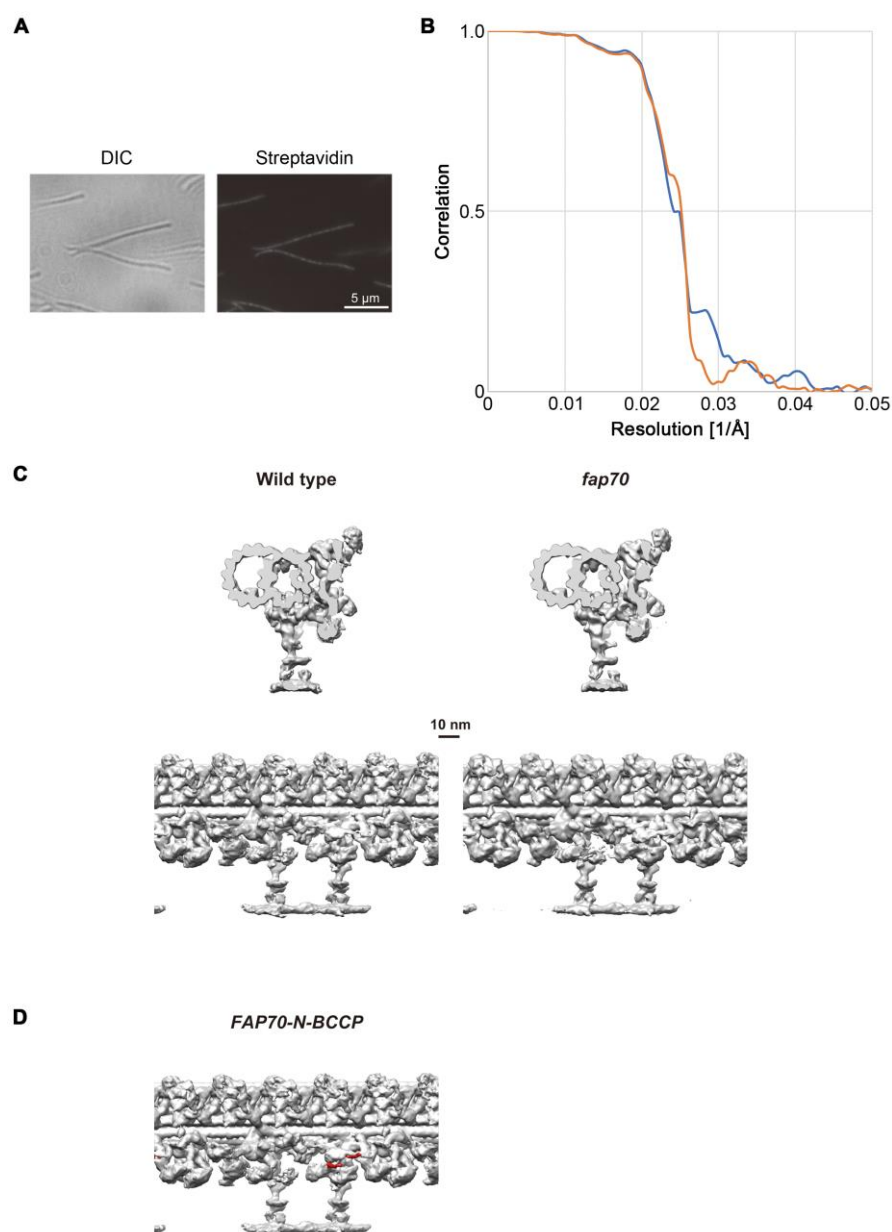 A
DIC
Streptavidin
5 µm
B
1.0
0.5
0
Correlation
0
0.01
0.02
0.03
0.04
0.05
Resolution [1/Å]
C
Wild type
fap70
10 nm
D
FAP70-N-BCCP